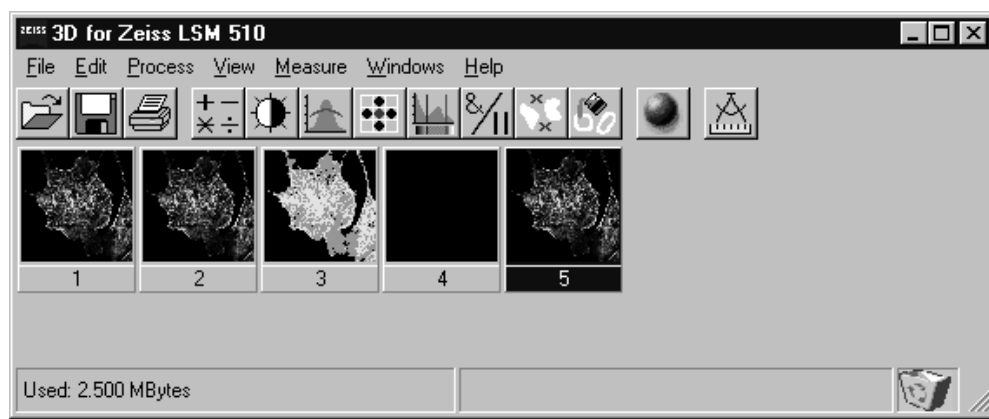 ZEISS 3D for Zeiss LSM 510
File Edit Process View Measure Windows Help
1 2 3 4 5
Used: 2.500 MBytes